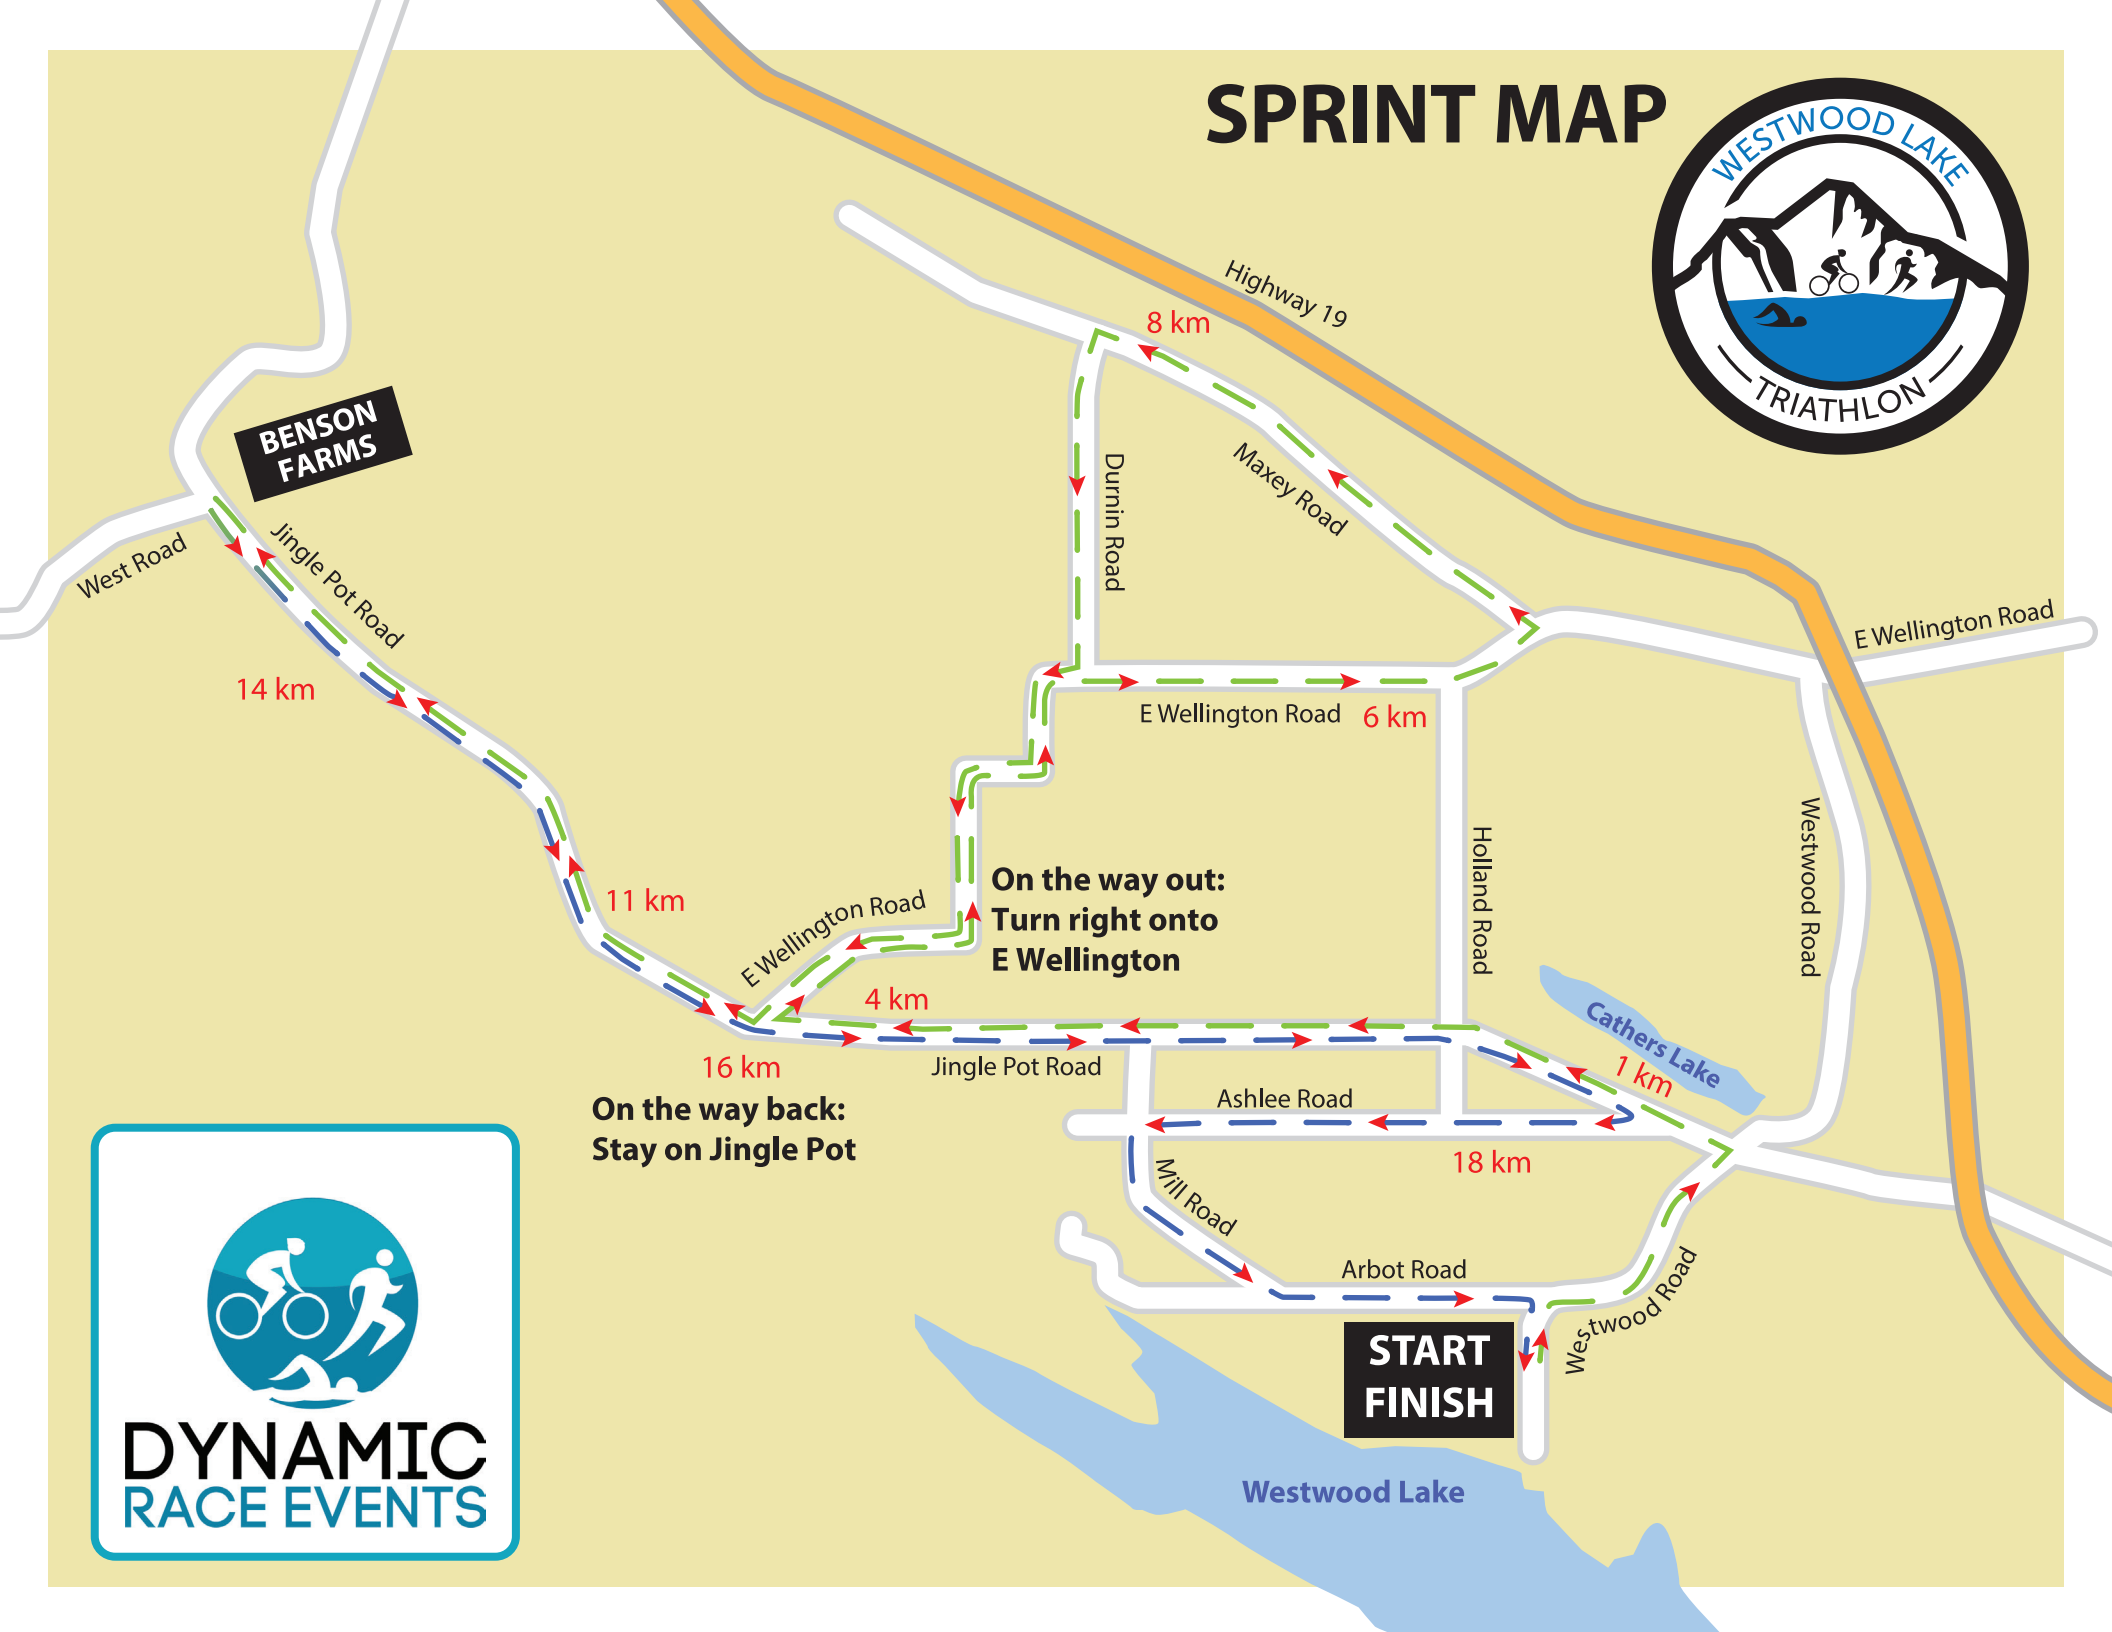 SPRINT MAP
WESTWOOD LAKE
TRIATHLON
Highway 19
8 km
Maxey Road
Durnin Road
BENSON
FARMS
West Road
Jingle Pot Road
14 km
E Wellington Road
E Wellington Road
6 km
Westwood Road
Holland Road
11 km
E Wellington Road
On the way out:
Turn right onto
E Wellington
4 km
Cathers Lake
1 km
16 km
Jingle Pot Road
On the way back:
Stay on Jingle Pot
Ashlee Road
18 km
Mill Road
Arbot Road
Westwood Road
START
FINISH
Westwood Lake
DYNAMIC
RACE EVENTS